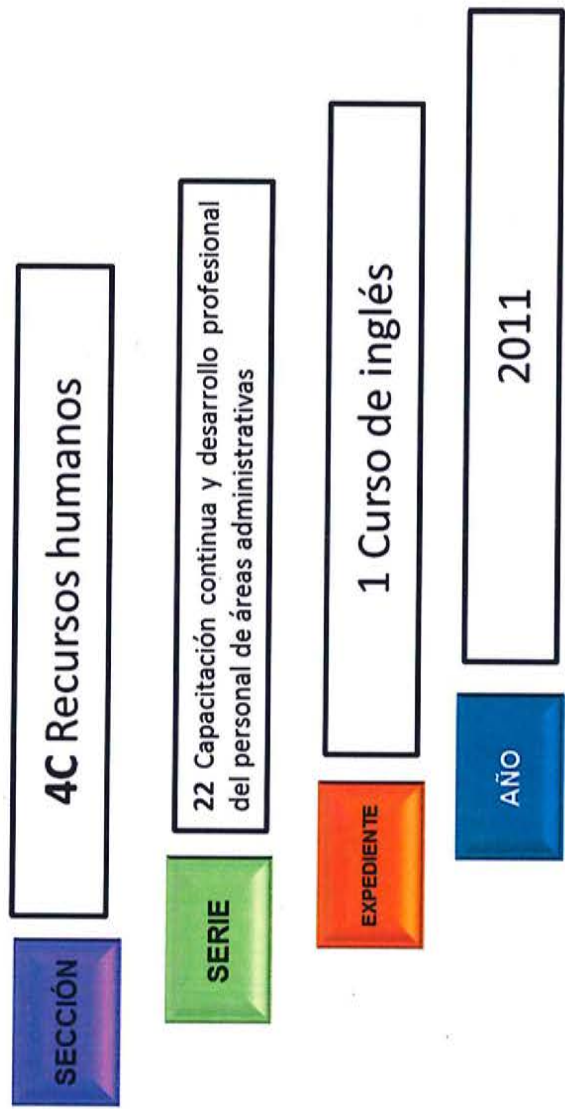 SECCIÓN
4C Recursos humanos
SERIE
22 Capacitación continua y desarrollo profesional
del personal de áreas administrativas
EXPEDIENTE
1 Curso de inglés
AÑO
2011